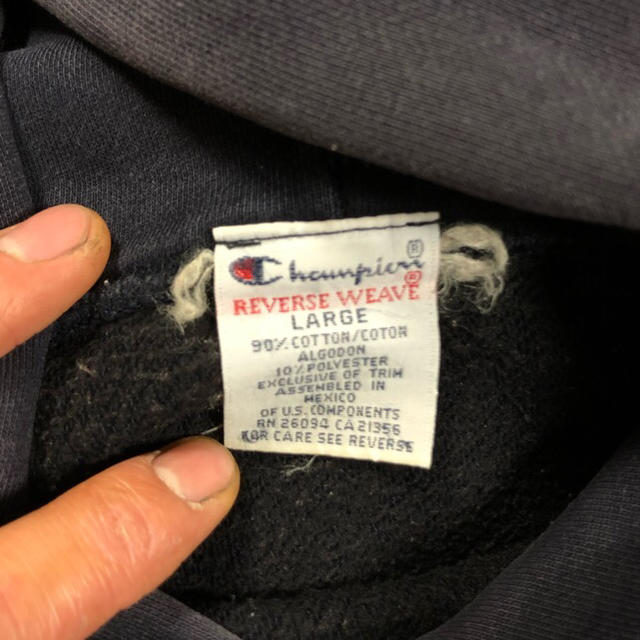 Champion ®
REVERSE WEAVE ®
LARGE
90% COTTON/COTON
ALGODON
10% POLYESTER
EXCLUSIVE OF TRIM
ASSEMBLED IN
MEXICO
OF U.S. COMPONENTS
RN 26094 CA 21356
FOR CARE SEE REVERSE